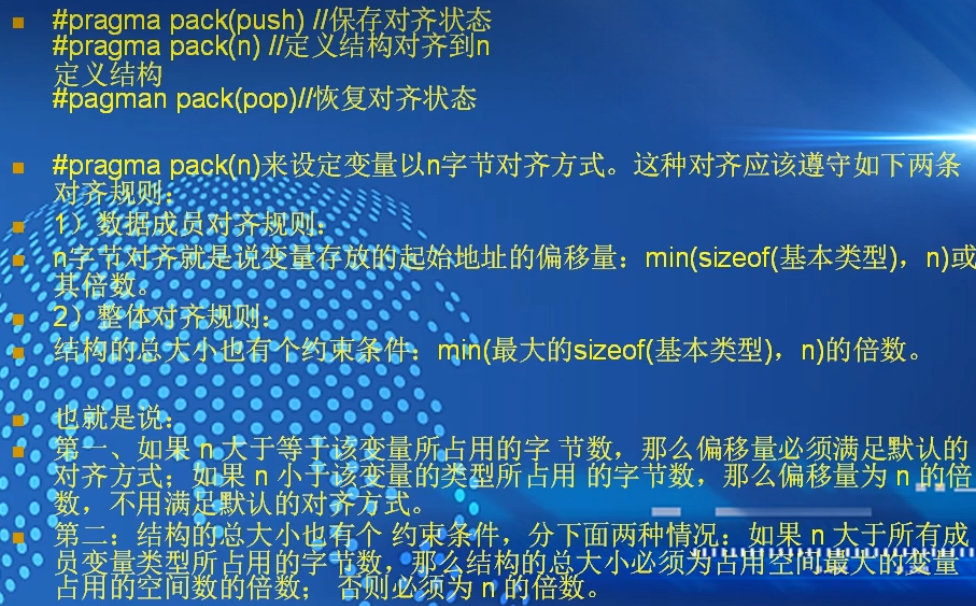 #pragma pack(push) //保存对齐状态
#pragma pack(n) //定义结构对齐到n
定义结构
#pagman pack(pop)//恢复对齐状态
#pragma pack(n)来设定变量以n字节对齐方式。这种对齐应该遵守如下两条
对齐规则：
1）数据成员对齐规则：
n字节对齐就是说变量存放的起始地址的偏移量：min(sizeof(基本类型)，n)或
其倍数。
2）整体对齐规则：
结构的总大小也有个约束条件：min(最大的sizeof(基本类型)，n)的倍数。
也就是说：
第一、如果 n 大于等于该变量所占用的字 节数，那么偏移量必须满足默认的
对齐方式；如果 n 小于该变量的类型所占用 的字节数，那么偏移量为 n 的倍
数，不用满足默认的对齐方式。
第二：结构的总大小也有个 约束条件，分下面两种情况：如果 n 大于所有成
员变量类型所占用的字节数，那么结构的总大小必须为占用空间最大的变量
占用的空间数的倍数； 否则必须为 n 的倍数。